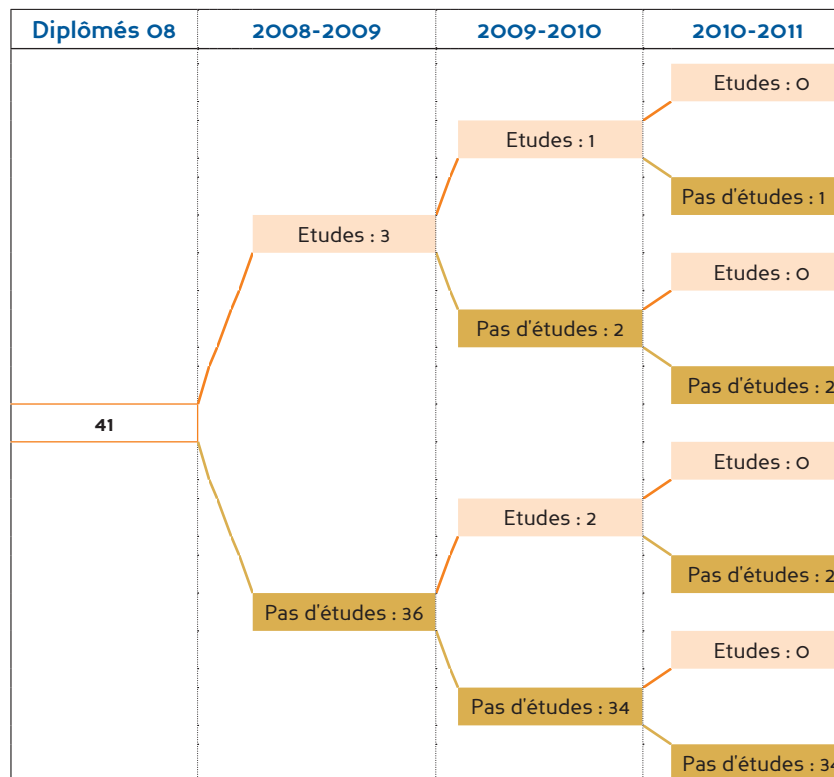 Diplômés 08 2008-2009 2009-2010 2010-2011
Etudes : 0
Etudes : 1
Pas d'études : 1
Etudes : 3
Etudes : 0
Pas d'études : 2
Pas d'études : 2
41
Etudes : 0
Etudes : 2
Pas d'études : 2
Pas d'études : 36
Etudes : 0
Pas d'études : 34
Pas d'études : 34